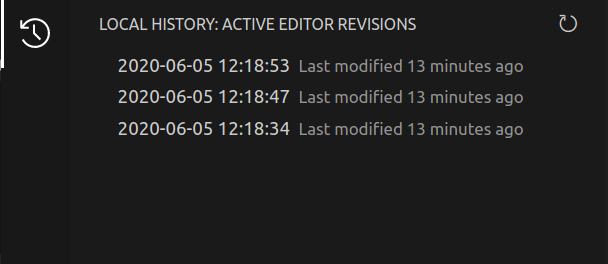 LOCAL HISTORY: ACTIVE EDITOR REVISIONS
2020-06-05 12:18:53 Last modified 13 minutes ago
2020-06-05 12:18:47 Last modified 13 minutes ago
2020-06-05 12:18:34 Last modified 13 minutes ago